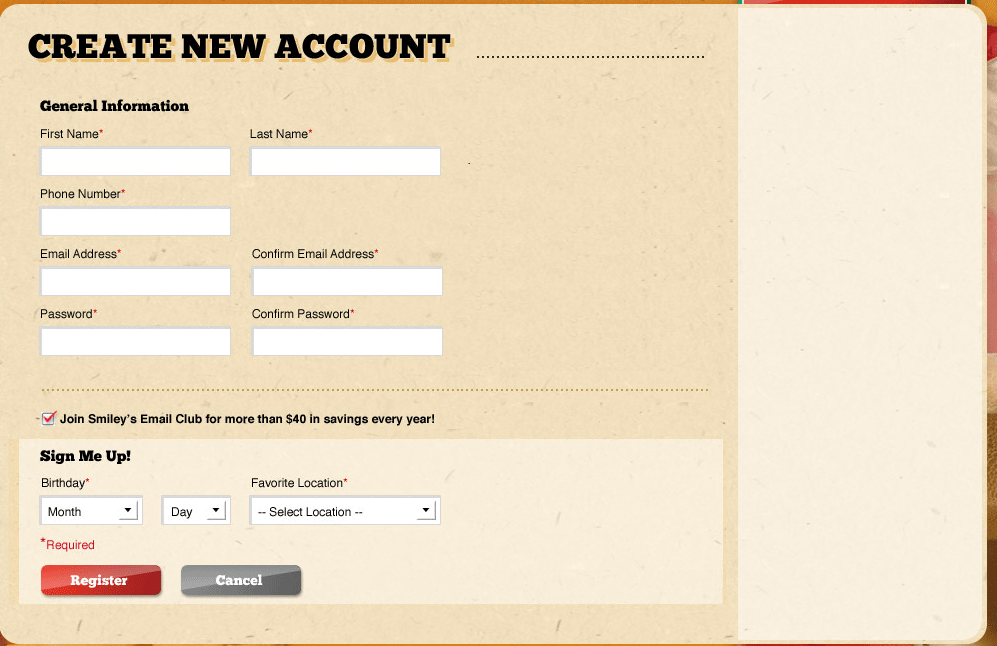 CREATE NEW ACCOUNT
General Information
First Name* Last Name*
Phone Number*
Email Address* Confirm Email Address*
Password* Confirm Password*
Join Smiley's Email Club for more than $40 in savings every year!
Sign Me Up!
Birthday* Favorite Location*
Month Day -- Select Location --
*Required
Register Cancel